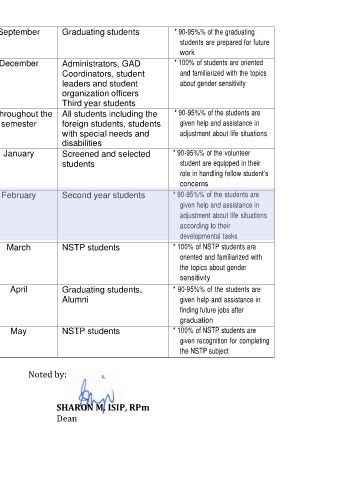 September
Graduating students
* 90-95%% of the graduating
students are prepared for future
work
December
Administrators, GAD
Coordinators, student
leaders and student
organization officers
Third year students
* 100% of students are oriented
and familiarized with the topics
about gender sensitivity
hroughout the
semester
All students including the
foreign students, students
with special needs and
disabilities
* 90-95%% of the students are
given help and assistance in
adjustment about life situations
January
Screened and selected
students
* 90-95%% of the volunteer
student are equipped in their
role in handling fellow student's
concerns
February
Second year students
* 90-95%% of the students are
given help and assistance in
adjustment about life situations
according to their
developmental tasks
March
NSTP students
* 100% of NSTP students are
oriented and familiarized with
the topics about gender
sensitivity
April
Graduating students,
Alumni
* 90-95%% of the students are
given help and assistance in
finding future jobs after
graduation
May
NSTP students
* 100% of NSTP students are
given recognition for completing
the NSTP subject
Noted by:
SHARON M. ISIP, RPm
Dean